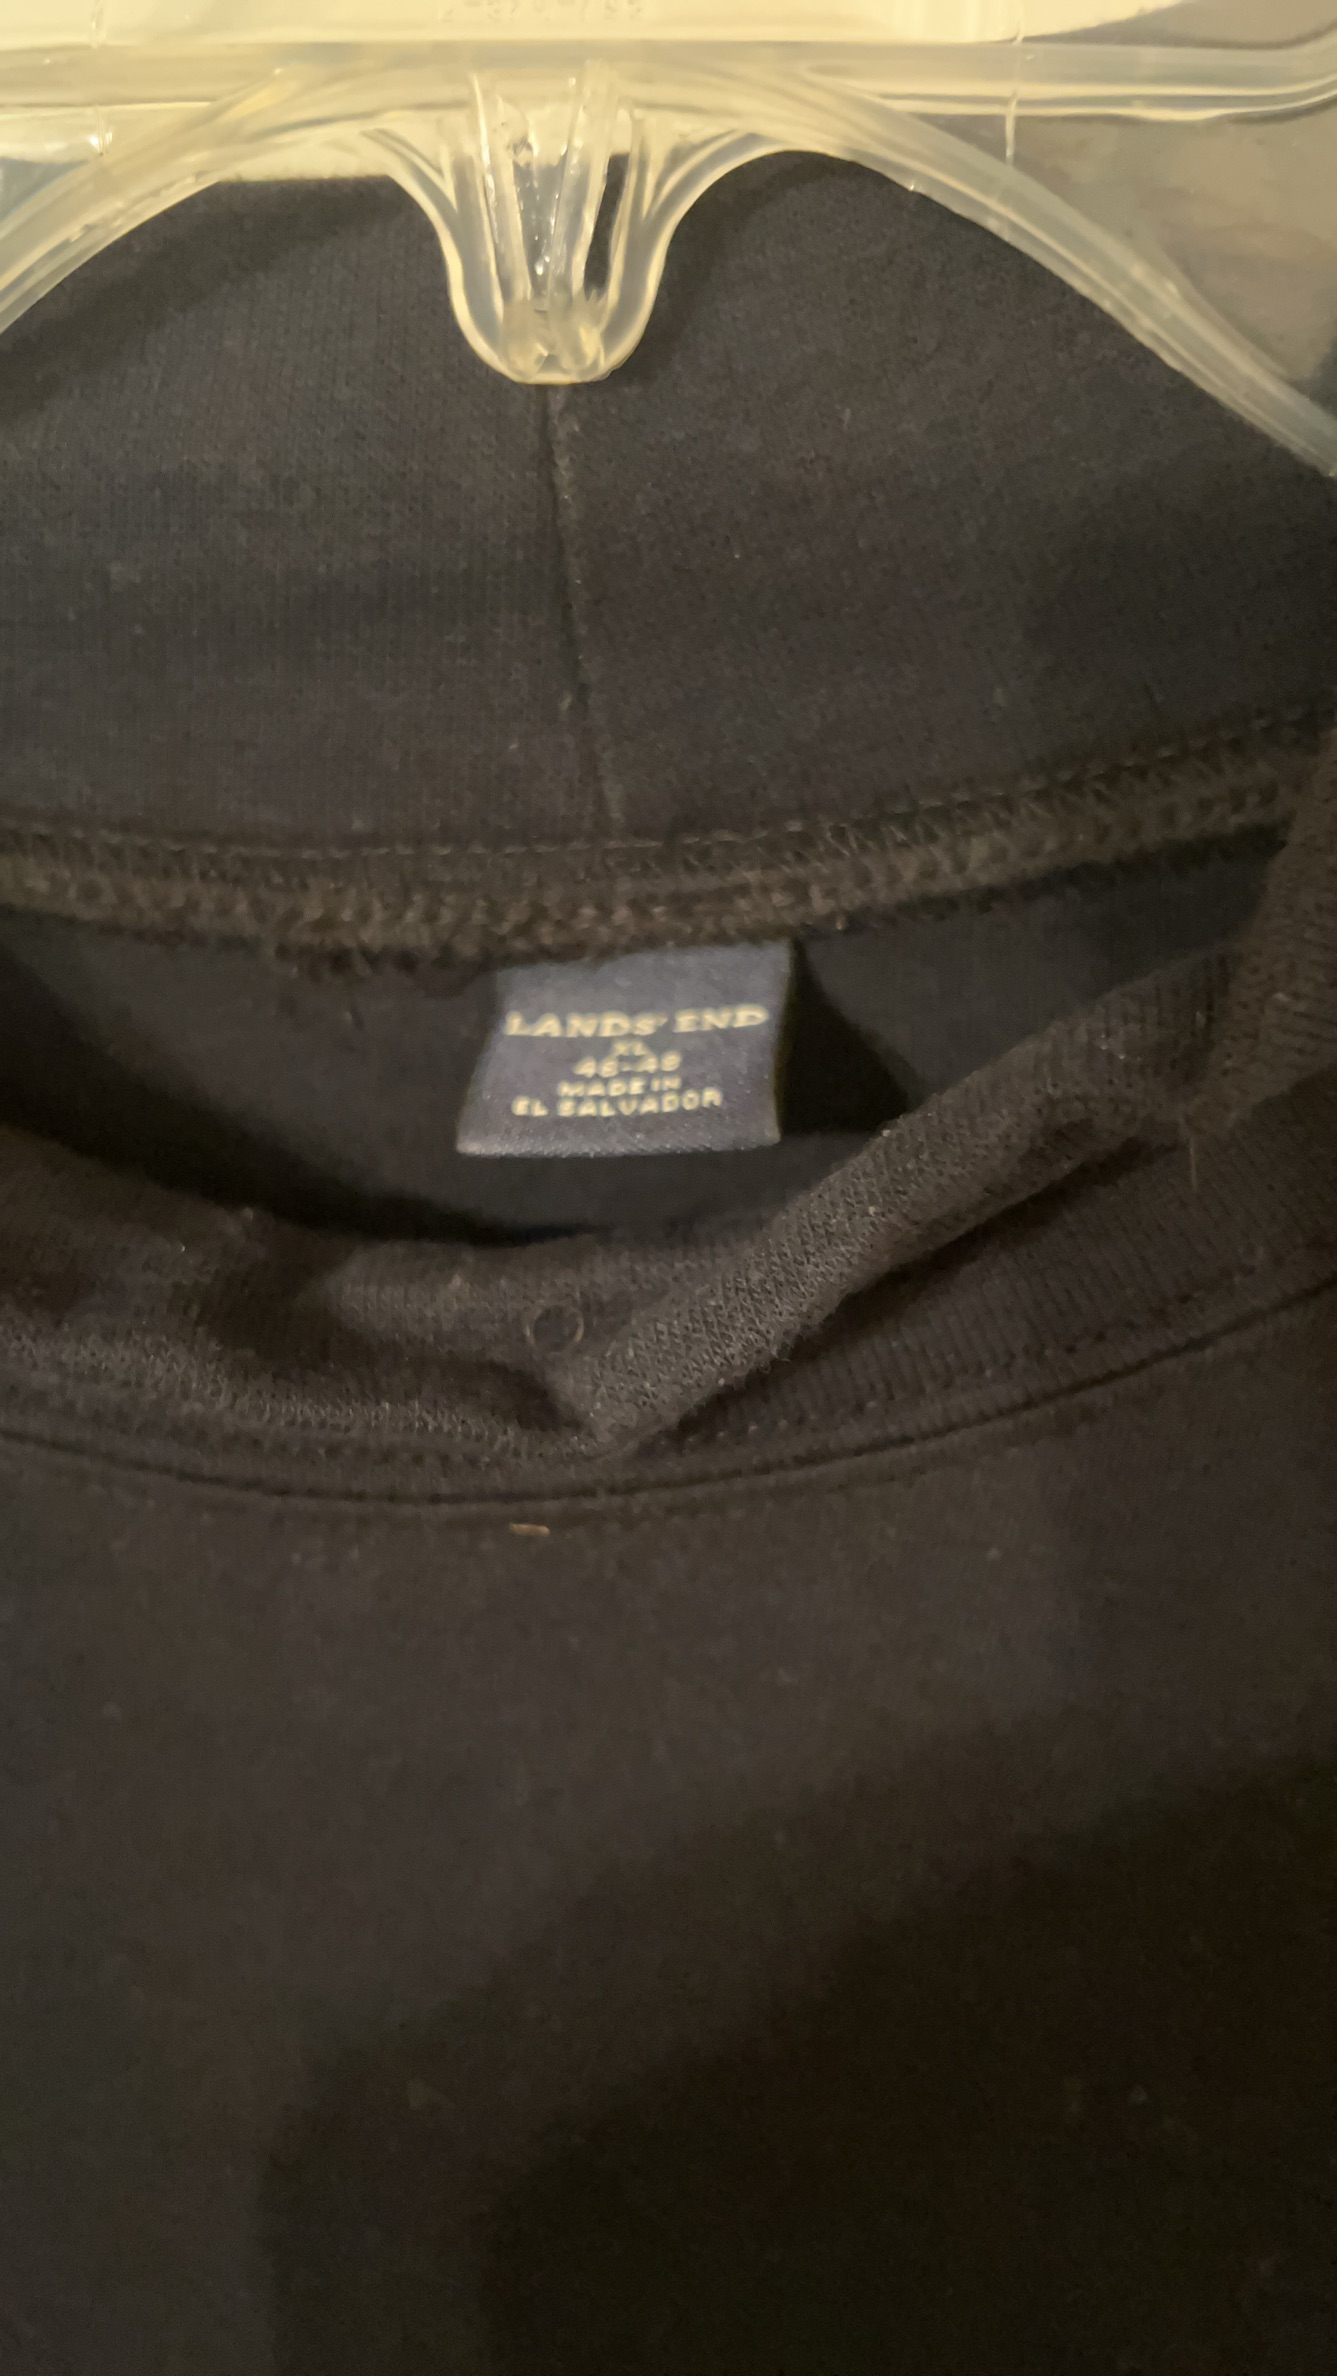 LANDS' END
XL
46-48
MADE IN
EL SALVADOR